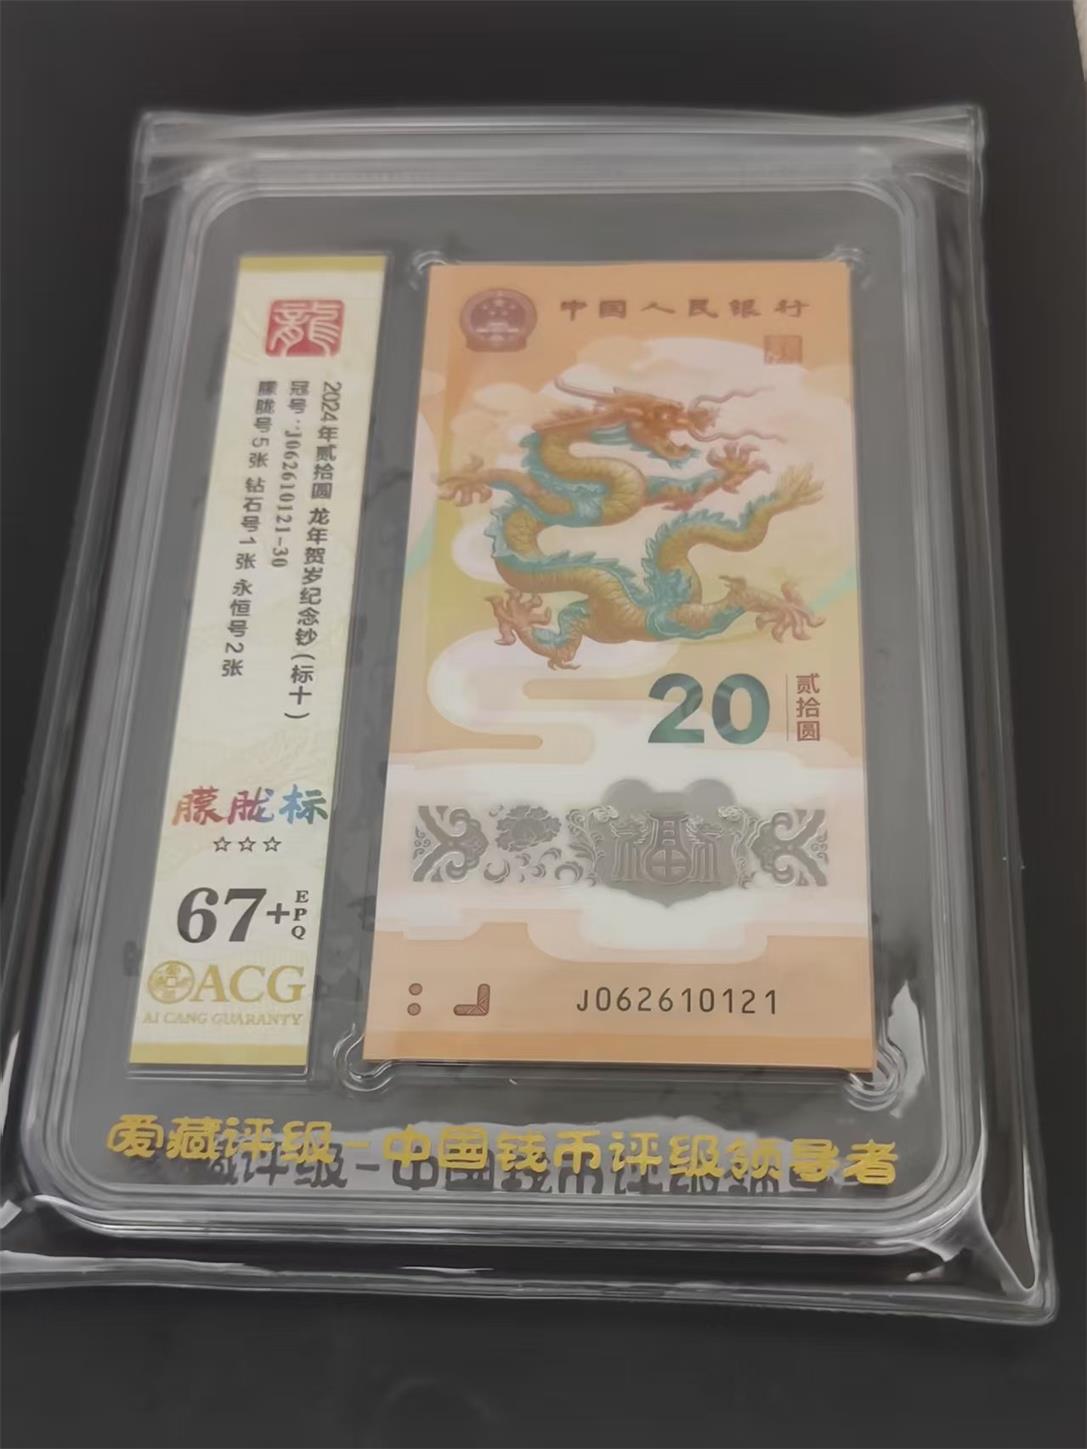 龍
2024年贰拾圆 龙年贺岁纪念钞(标十)
冠号:J062610121-30
朦胧号5张 钻石号1张 永恒号2张
朦胧标
☆☆☆
67+EPQ
ACG
AI CANG GUARANTY
中国人民银行
龍
20
贰拾圆
福
J062610121
爱藏评级-中国钱币评级领导者